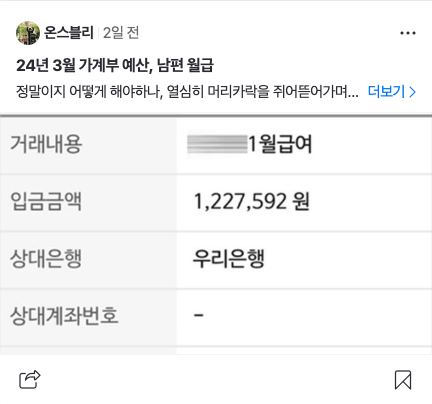 온스블리 2일 전
24년 3월 가계부 예산, 남편 월급
정말이지 어떻게 해야하나, 열심히 머리카락을 쥐어뜯어가며... 더보기
거래내용 1월급여
입금금액 1,227,592 원
상대은행 우리은행
상대계좌번호 -